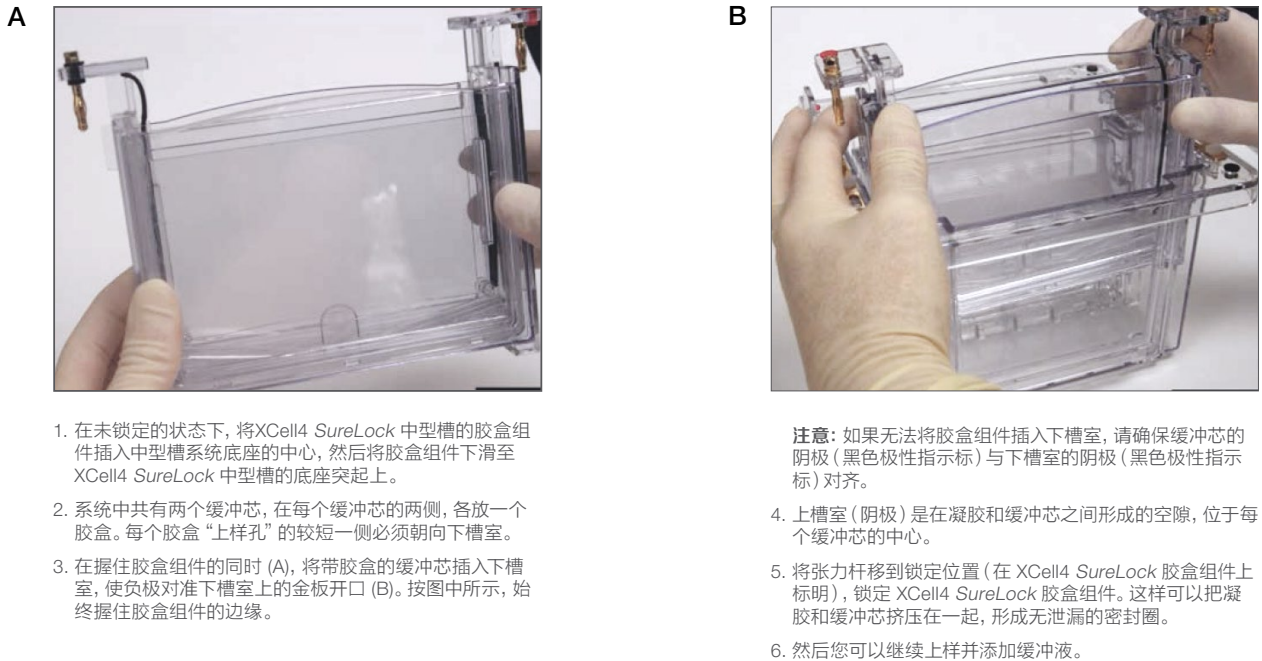 A
B
1. 在未锁定的状态下，将XCell4 SureLock 中型槽的胶盒组
件插入中型槽系统底座的中心，然后将胶盒组件下滑至
XCell4 SureLock 中型槽的底座突起上。
2. 系统中共有两个缓冲芯，在每个缓冲芯的两侧，各放一个
胶盒。每个胶盒 “上样孔” 的较短一侧必须朝向下槽室。
3. 在握住胶盒组件的同时 (A)，将带胶盒的缓冲芯插入下槽
室，使负极对准下槽室上的金板开口 (B)。按图中所示，始
终握住胶盒组件的边缘。
注意：如果无法将胶盒组件插入下槽室，请确保缓冲芯的
阴极（黑色极性指示标）与下槽室的阴极（黑色极性指示
标）对齐。
4. 上槽室（阴极）是在凝胶和缓冲芯之间形成的空隙，位于每
个缓冲芯的中心。
5. 将张力杆移到锁定位置（在 XCell4 SureLock 胶盒组件上
标明），锁定 XCell4 SureLock 胶盒组件。这样可以把凝
胶和缓冲芯挤压在一起，形成无泄漏的密封圈。
6. 然后您可以继续上样并添加缓冲液。